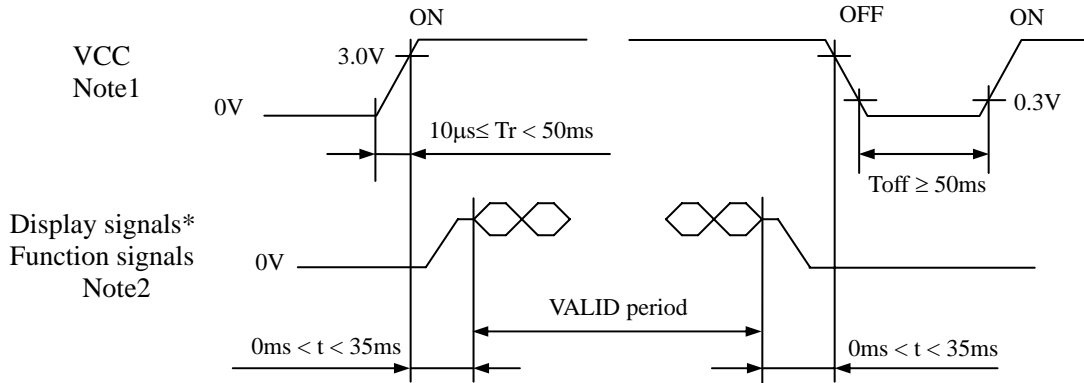 ON
OFF
ON
VCC
Note1
3.0V
0V
0.3V
10μs≤ Tr < 50ms
Toff ≥ 50ms
Display signals*
Function signals
Note2
0V
VALID period
0ms < t < 35ms
0ms < t < 35ms